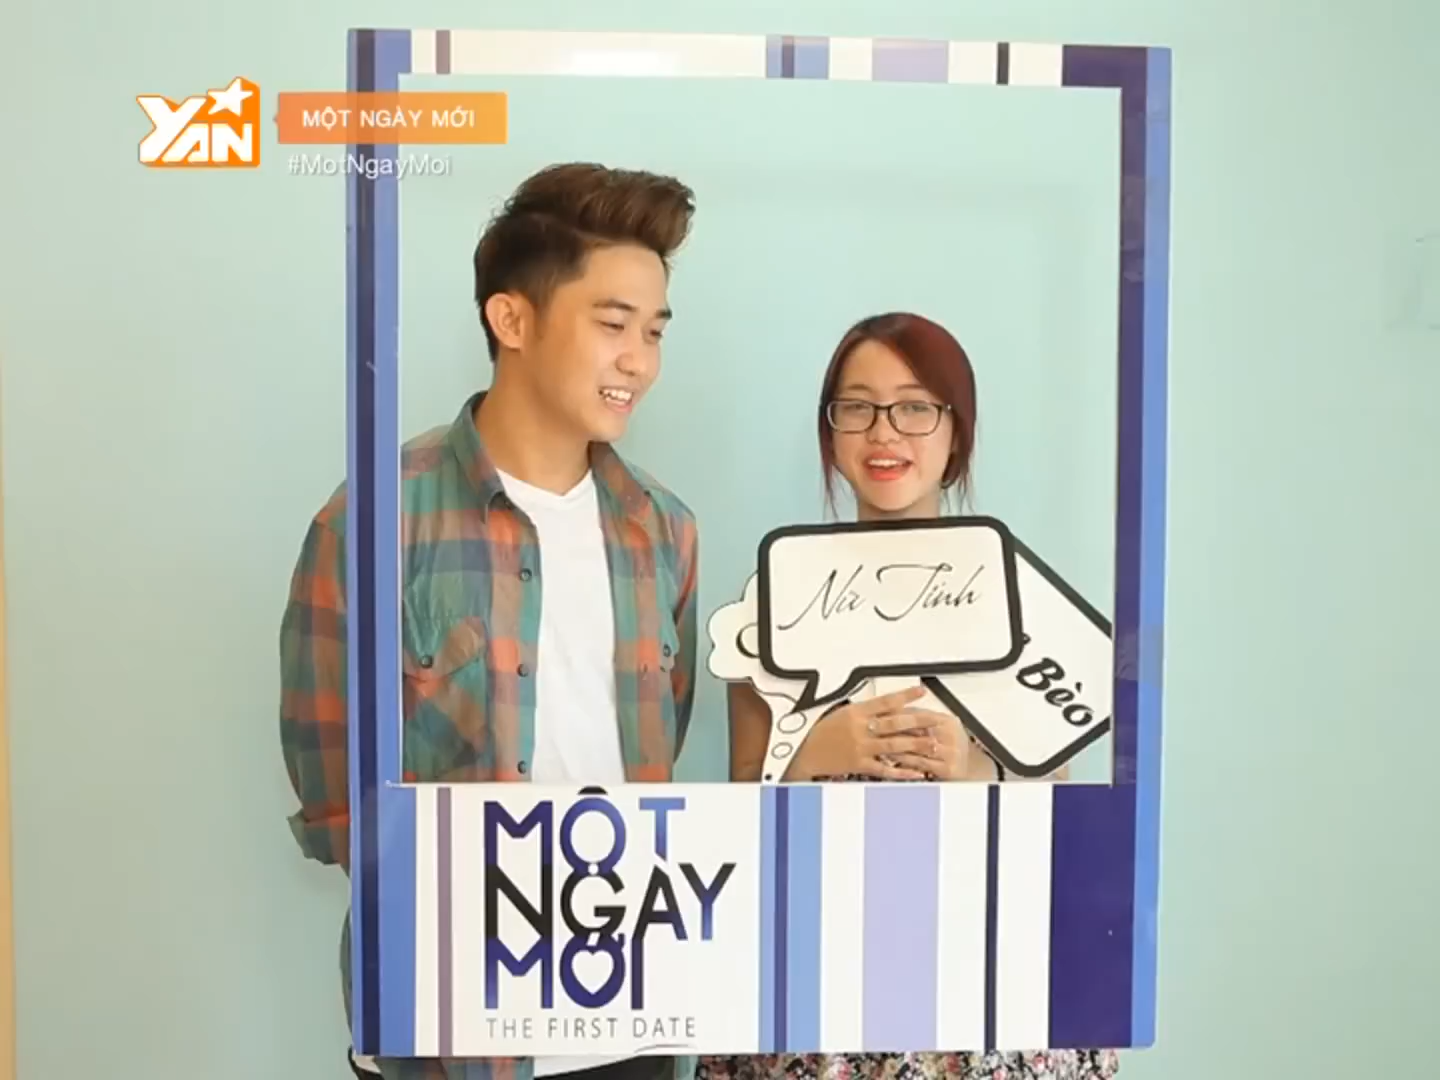 YAN
MỘT NGÀY MỚI
#MotNgayMoi
Nữ Tính
Bèo
MỘT
NGÀY
MỚI
THE FIRST DATE